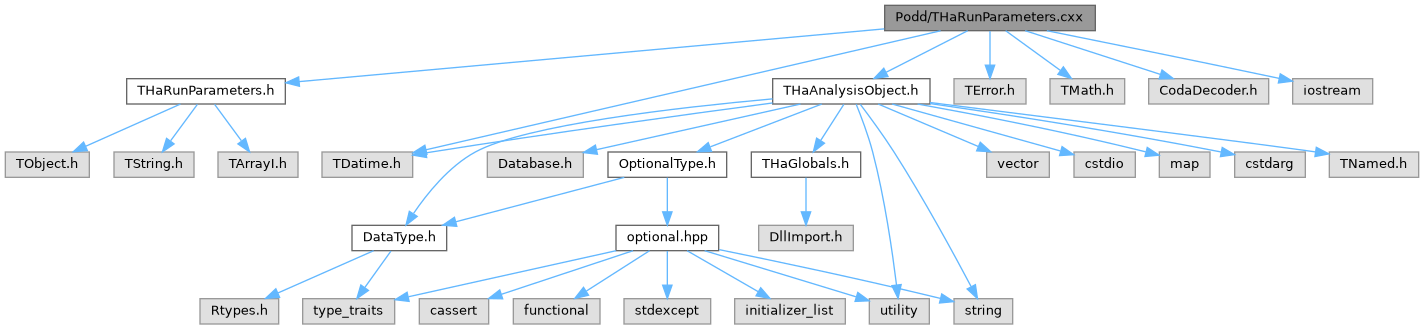 Podd/THaRunParameters.cxx
THaRunParameters.h
THaAnalysisObject.h
TError.h
TMath.h
CodaDecoder.h
iostream
TObject.h
TString.h
TArrayI.h
TDatime.h
Database.h
OptionalType.h
THaGlobals.h
vector
cstdio
map
cstdarg
TNamed.h
DataType.h
optional.hpp
DllImport.h
Rtypes.h
type_traits
cassert
functional
stdexcept
initializer_list
utility
string